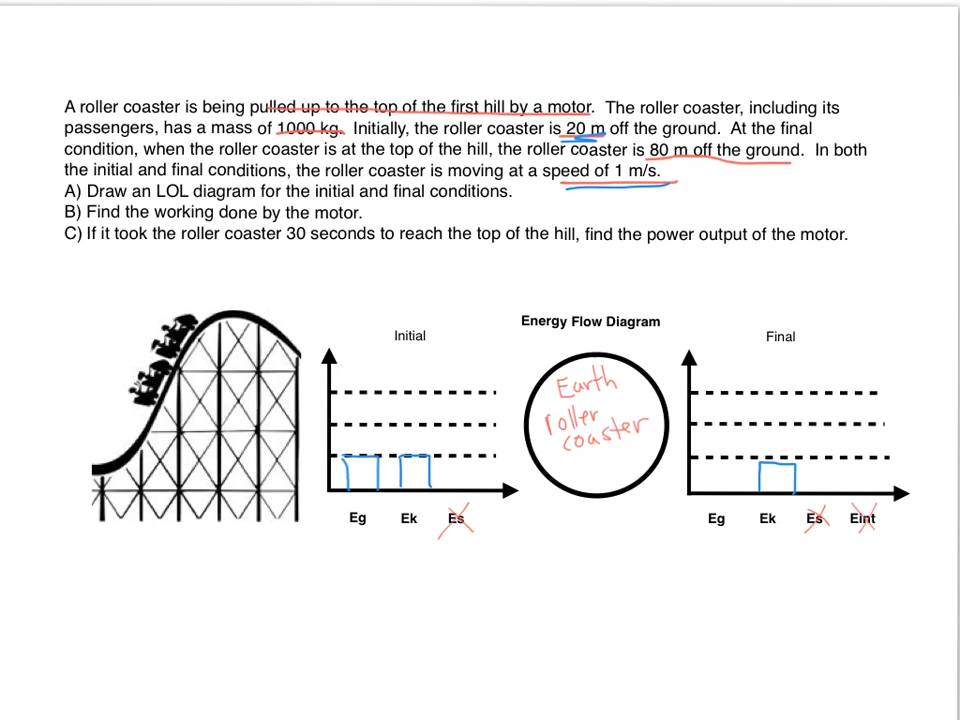 A roller coaster is being pulled up to the top of the first hill by a motor. The roller coaster, including its
passengers, has a mass of 1000 kg. Initially, the roller coaster is 20 m off the ground. At the final
condition, when the roller coaster is at the top of the hill, the roller coaster is 80 m off the ground. In both
the initial and final conditions, the roller coaster is moving at a speed of 1 m/s.
A) Draw an LOL diagram for the initial and final conditions.
B) Find the working done by the motor.
C) If it took the roller coaster 30 seconds to reach the top of the hill, find the power output of the motor.
Initial
Energy Flow Diagram
Final
Earth
roller
coaster
Eg Ek Es
Eg Ek Es Eint